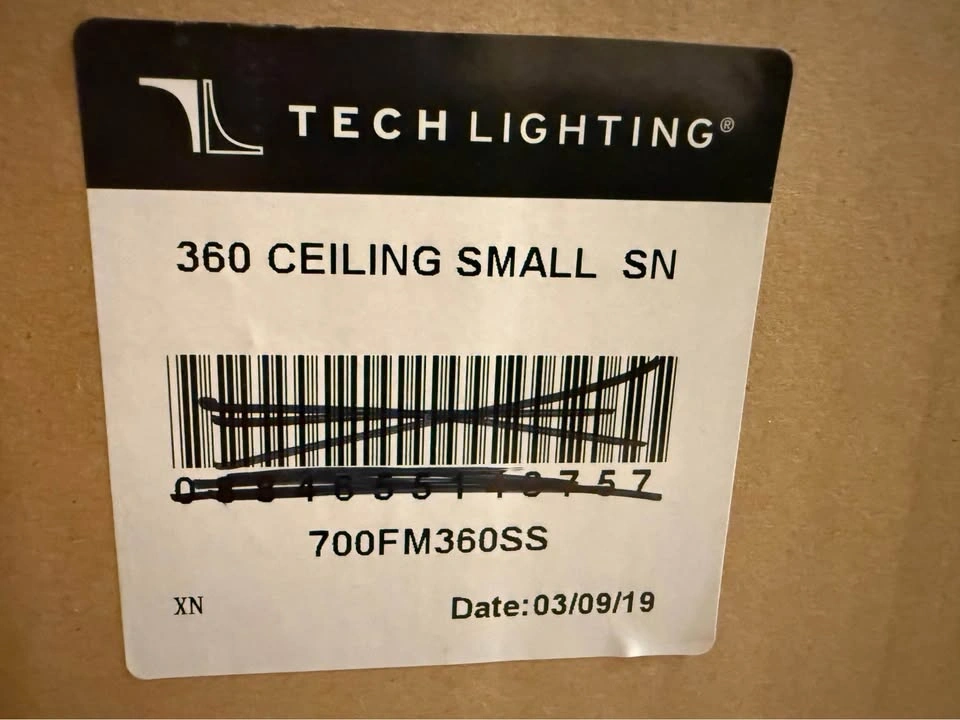 TECH LIGHTING®
360 CEILING SMALL SN
700FM360SS
XN
Date:03/09/19